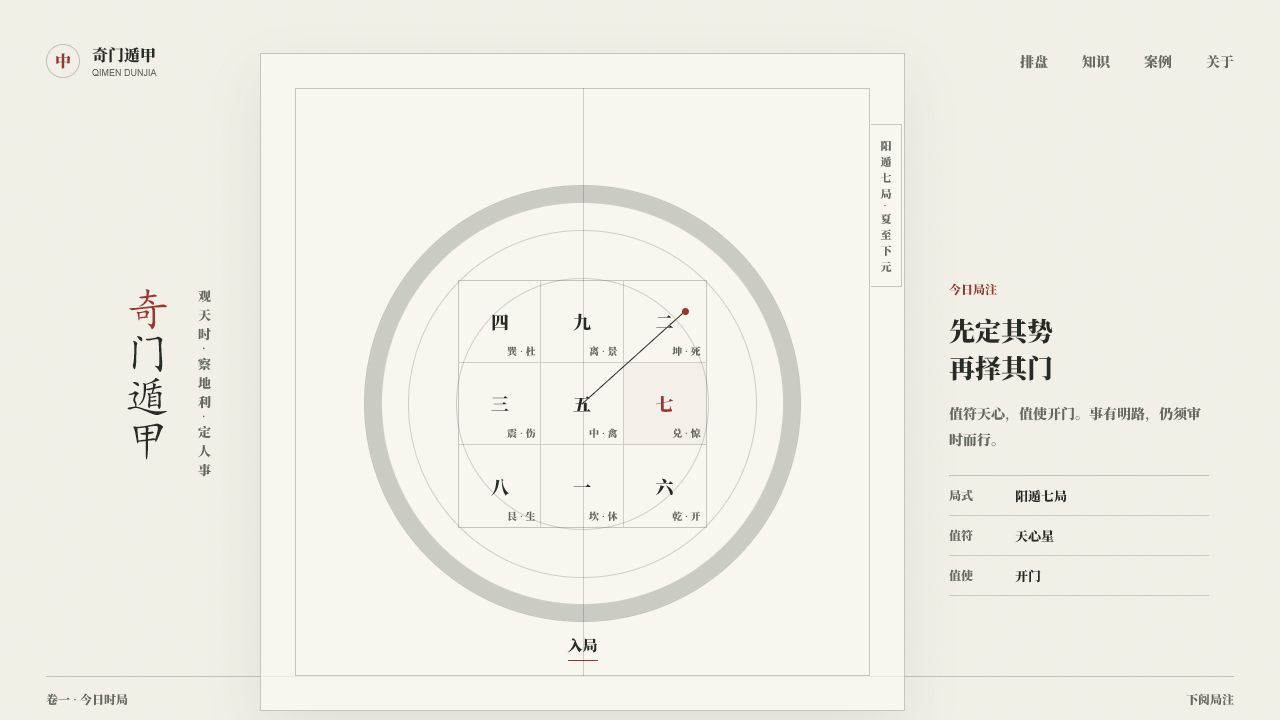 中
奇门遁甲
QIMEN DUNJIA
排盘 知识 案例 关于
奇门遁甲
观天时·察地利·定人事
阳遁七局·夏至下元
四 九 二
巽·杜 离·景 坤·死
三 五 七
震·伤 中·禽 兑·惊
八 一 六
艮·生 坎·休 乾·开
入局
今日局注
先定其势
再择其门
值符天心，值使开门。事有明路，仍须审
时而行。
局式 阳遁七局
值符 天心星
值使 开门
卷一 · 今日时局
下阅局注